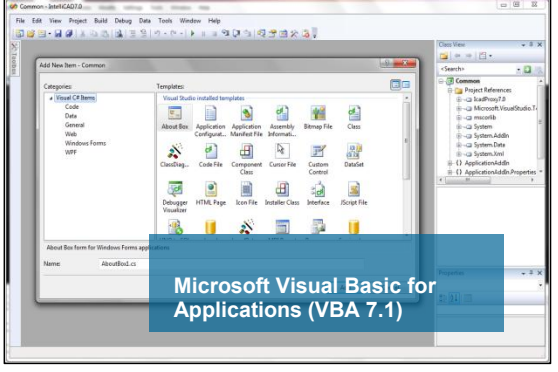 Common - IntelliCAD7.0
File Edit View Project Build Debug Data Tools Window Help
Toolbox
Class View
<Search>
Common
Project References
IcadProxy7.0
Microsoft.VisualStudio.T
mscorlib
System
System.AddIn
System.Data
System.Xml
{} ApplicationAddIn
{} ApplicationAddIn.Properties
Add New Item - Common
Categories:
Templates:
Visual C# Items
Code
Data
General
Web
Windows Forms
WPF
Visual Studio installed templates
About Box Application Configurat... Application Manifest File Assembly Informati... Bitmap File Class
ClassDiag... Code File Component Class Cursor File Custom Control DataSet
Debugger Visualizer HTML Page Icon File Installer Class Interface JScript File
About Box form for Windows Forms applications
Name: AboutBox1.cs
Properties
Microsoft Visual Basic for
Applications (VBA 7.1)